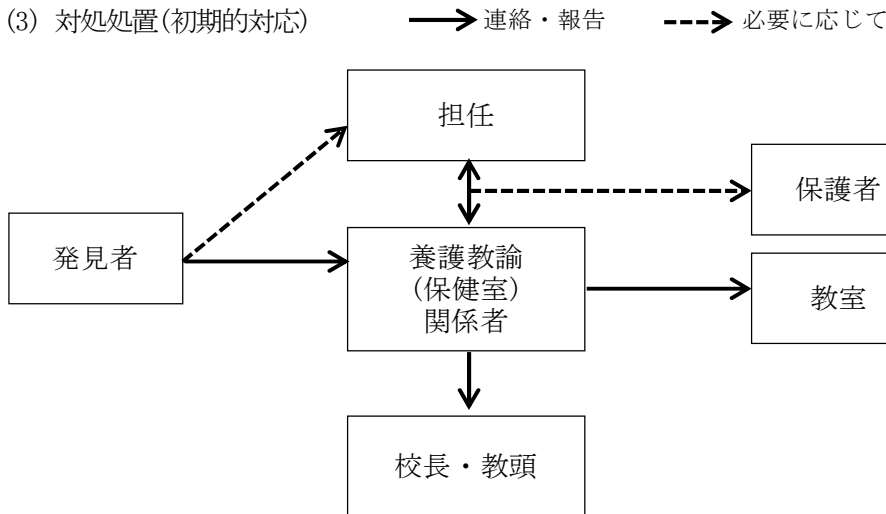 (3) 対処処置(初期的対応)
連絡・報告
必要に応じて
担任
保護者
発見者
養護教諭
(保健室)
関係者
教室
校長・教頭